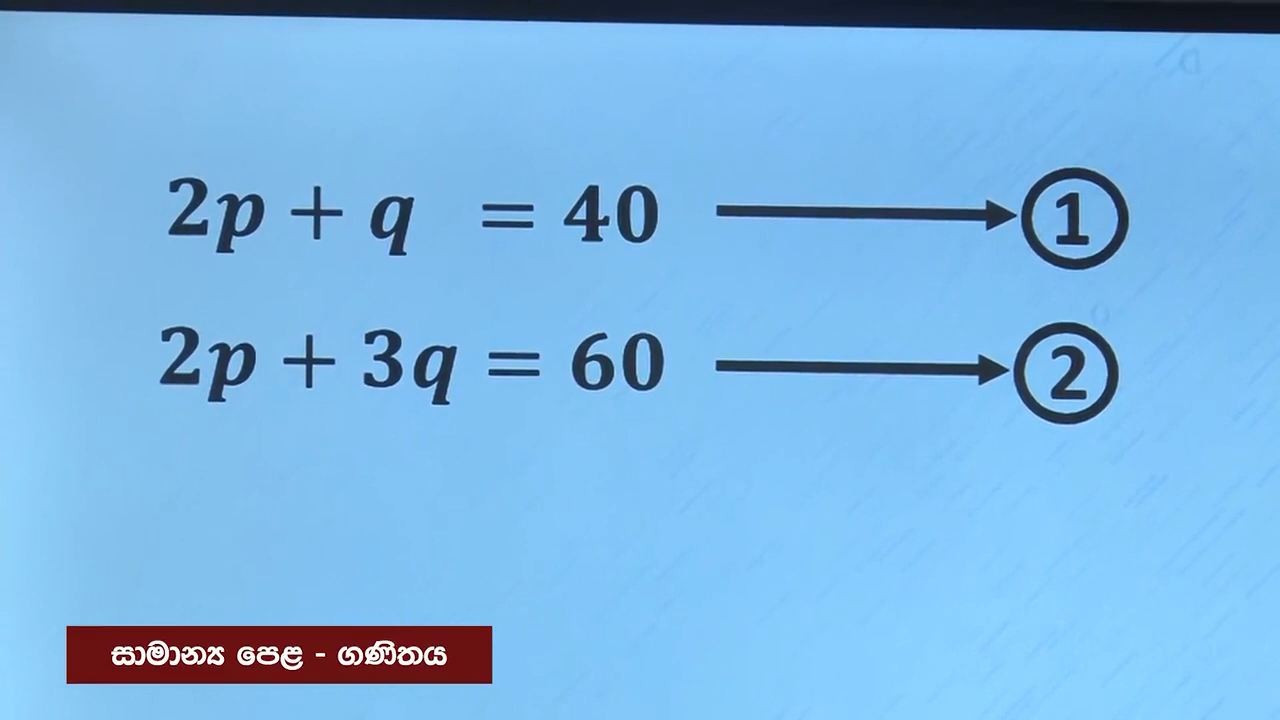 2p + q = 40 ⟶ ①
2p + 3q = 60 ⟶ ②
සාමාන්‍ය පෙළ - ගණිතය